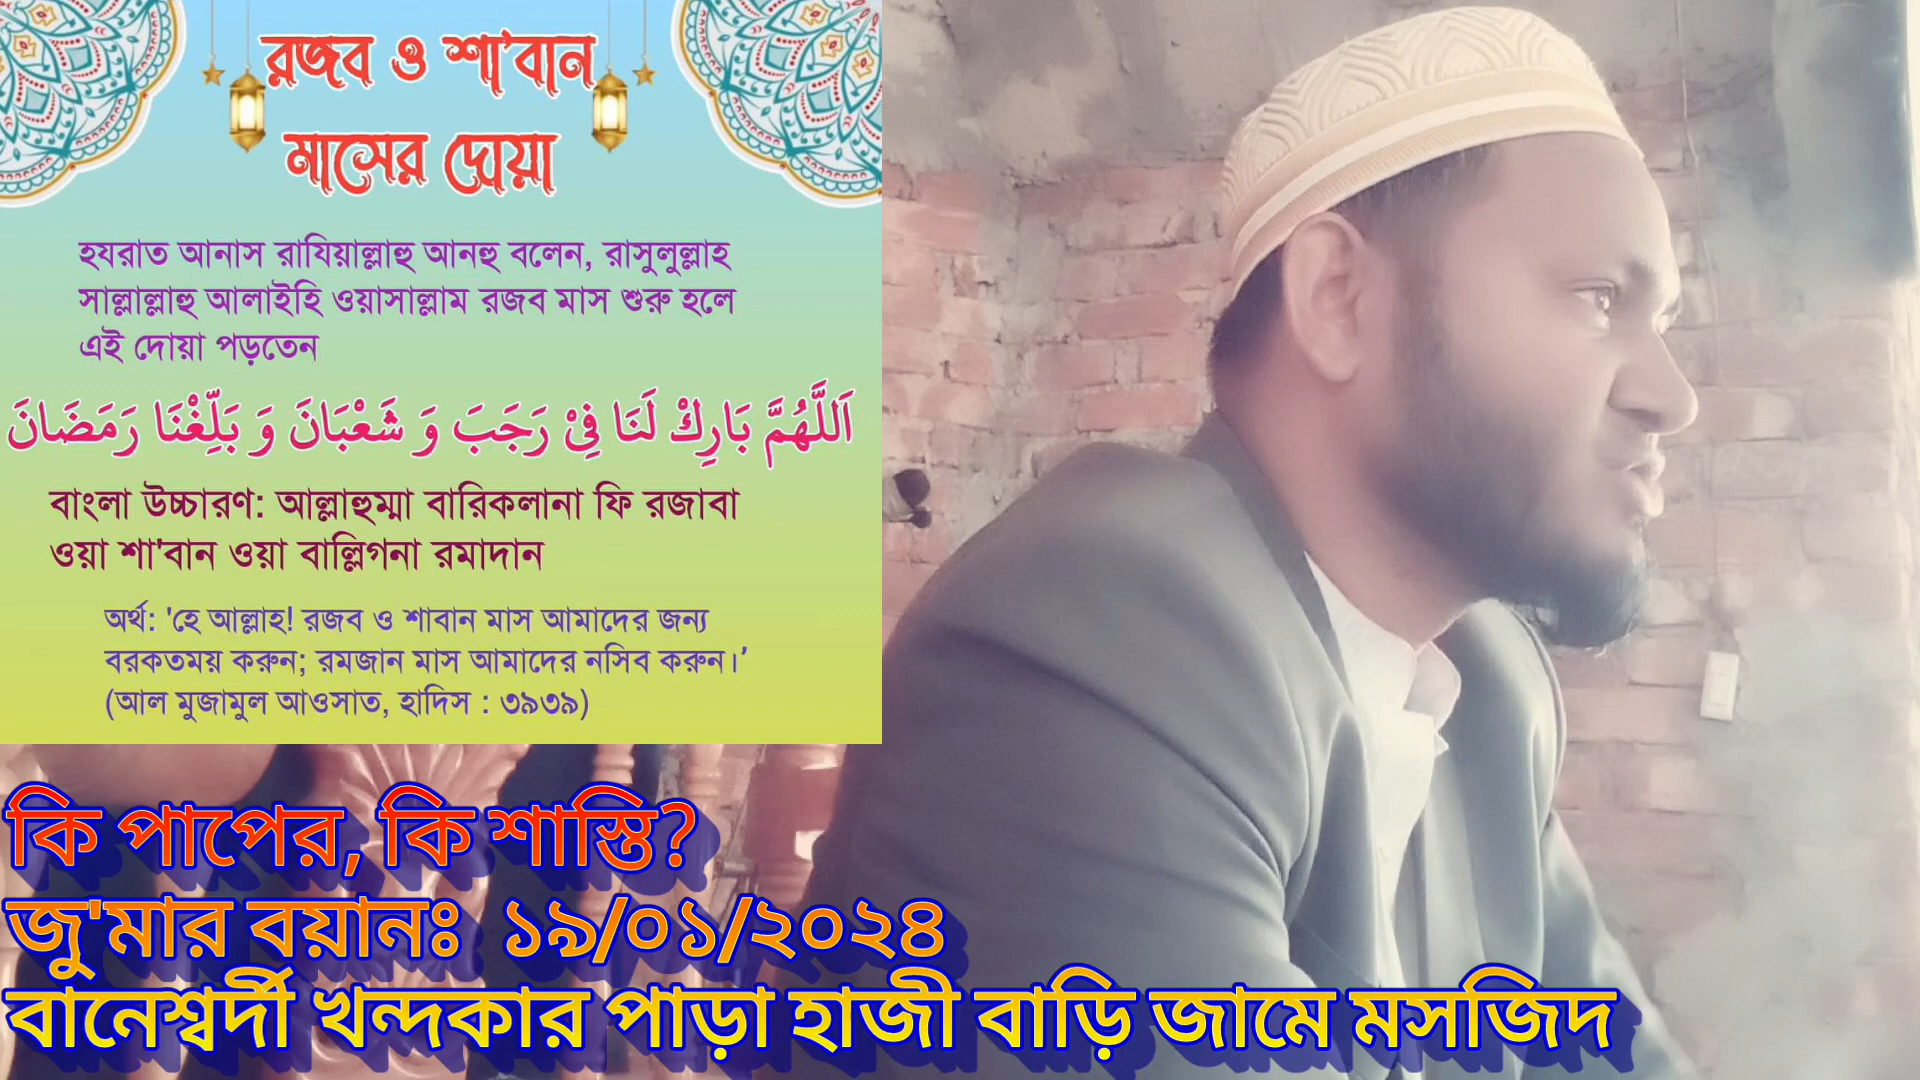 রজব ও শা'বান
মাসের দোয়া
হযরাত আনাস রাযিয়াল্লাহু আনহু বলেন, রাসুলুল্লাহ
সাল্লাল্লাহু আলাইহি ওয়াসাল্লাম রজব মাস শুরু হলে
এই দোয়া পড়তেন
اَللَّهُمَّ بَارِكْ لَنَا فِىْ رَجَبَ وَ شَعْبَانَ وَ بَلِّغْنَا رَمَضَانَ
বাংলা উচ্চারণ: আল্লাহুম্মা বারিকলানা ফি রজাবা
ওয়া শা'বান ওয়া বাল্লিগনা রমাদান
অর্থ: 'হে আল্লাহ! রজব ও শাবান মাস আমাদের জন্য
বরকতময় করুন; রমজান মাস আমাদের নসিব করুন।’
(আল মুজামুল আওসাত, হাদিস : ৩৯৩৯)
কি পাপের, কি শাস্তি?
জু'মার বয়ানঃ ১৯/০১/২০২৪
বানেশ্বর্দী খন্দকার পাড়া হাজী বাড়ি জামে মসজিদ